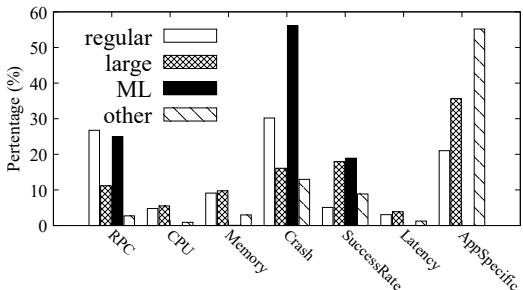 60
50
40
30
20
10
0
Pertentage (%)
regular
large
ML
other
RPC
CPU
Memory
Crash
SuccessRate
Latency
AppSpecific